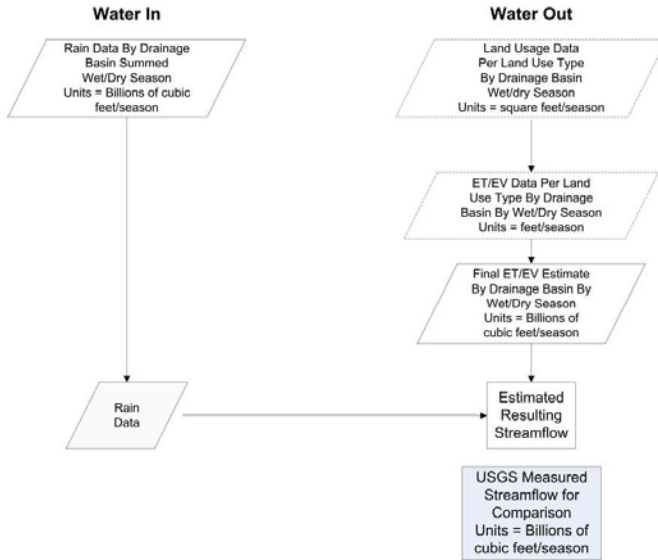 Water In
Rain Data By Drainage
Basin Summed
Wet/Dry Season
Units = Billions of cubic
feet/season
Rain
Data
Water Out
Land Usage Data
Per Land Use Type
By Drainage Basin
Wet/dry Season
Units = square feet/season
ET/EV Data Per Land
Use Type By Drainage
Basin By Wet/Dry Season
Units = feet/season
Final ET/EV Estimate
By Drainage Basin By
Wet/Dry Season
Units = Billions of
cubic feet/season
Estimated
Resulting
Streamflow
USGS Measured
Streamflow for
Comparison
Units = Billions of
cubic feet/season